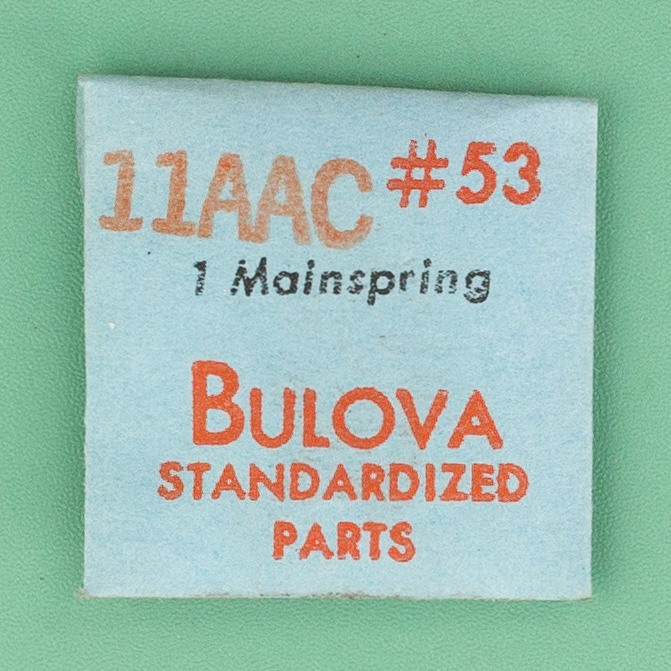 11AAC #53
1 Mainspring
BULOVA
STANDARDIZED
PARTS